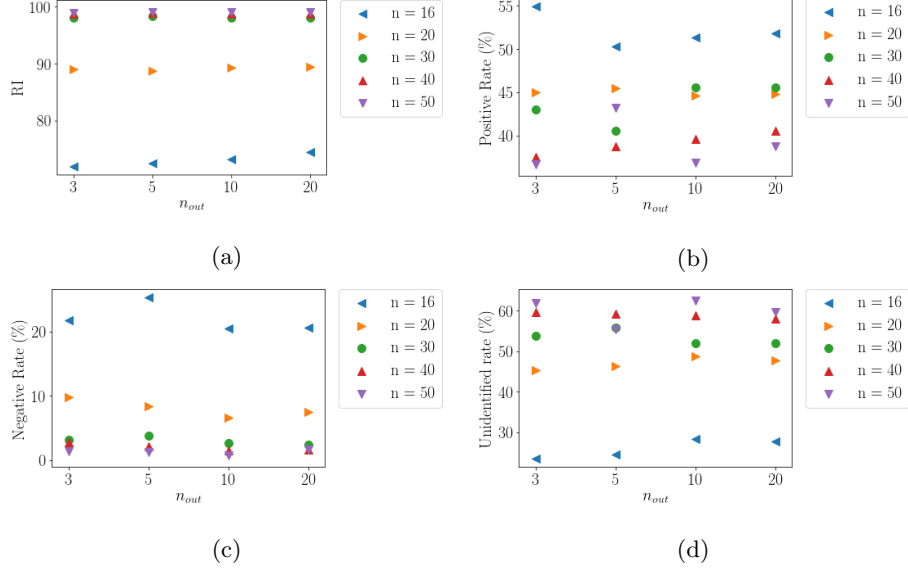 100
90
80
RI
3 5 10 20
n_out
n = 16
n = 20
n = 30
n = 40
n = 50
(a)
55
50
45
40
Positive Rate (%)
3 5 10 20
n_out
n = 16
n = 20
n = 30
n = 40
n = 50
(b)
20
10
0
Negative Rate (%)
3 5 10 20
n_out
n = 16
n = 20
n = 30
n = 40
n = 50
(c)
60
50
40
30
Unidentified rate (%)
3 5 10 20
n_out
n = 16
n = 20
n = 30
n = 40
n = 50
(d)